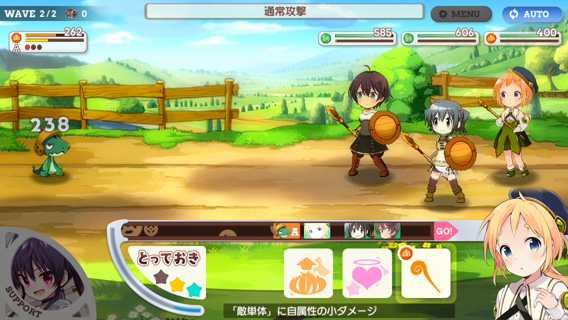 WAVE 2/2 0
通常攻撃
MENU
AUTO
262
A
585
606
400
238
A
GO!
とっておき
SUPPORT
「敵単体」に自属性の小ダメージ